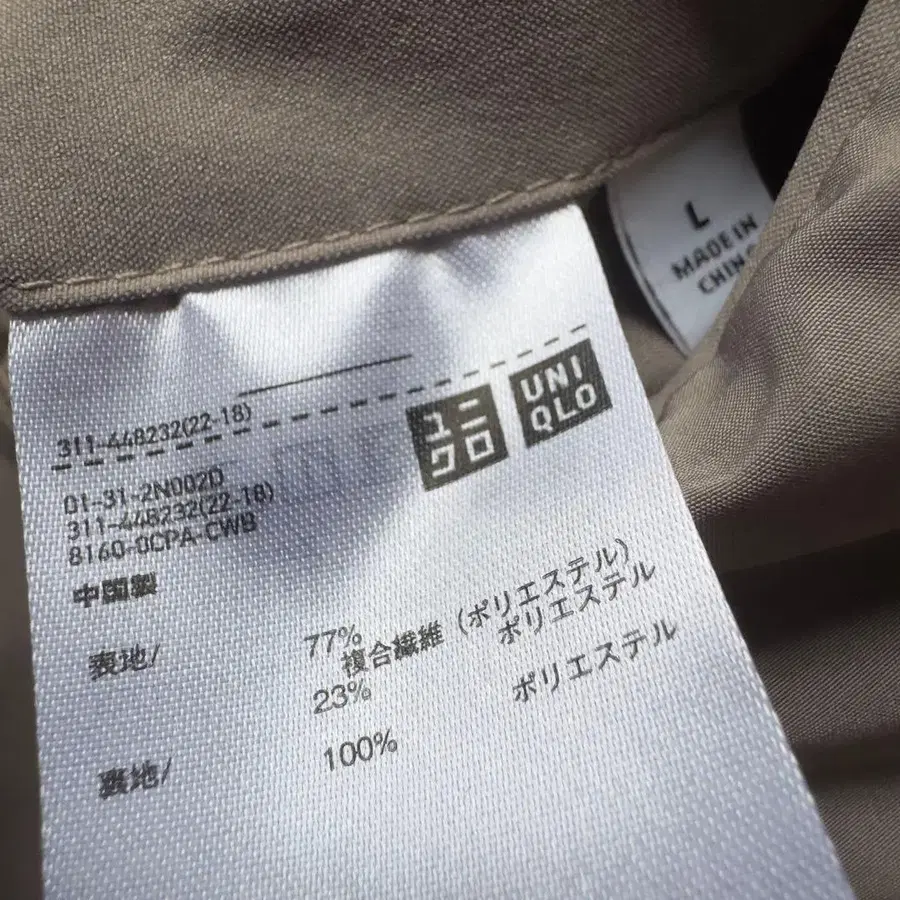 L
MADE IN
CHINA
ユニ
クロ
UNI
QLO
311-448232(22-18)
01-31-2N002D
311-448232(22-18)
8160-0CPA-CWB
中国製
表地/ 77% 複合繊維(ポリエステル)
23% ポリエステル
裏地/ 100% ポリエステル